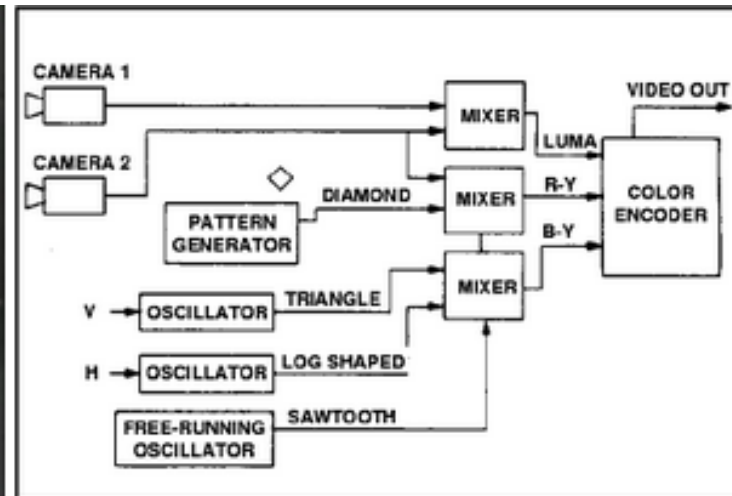 CAMERA 1
VIDEO OUT
MIXER
LUMA
CAMERA 2
R-Y
DIAMOND
MIXER
COLOR
ENCODER
PATTERN
GENERATOR
B-Y
TRIANGLE
MIXER
V
OSCILLATOR
LOG SHAPED
H
OSCILLATOR
SAWTOOTH
FREE-RUNNING
OSCILLATOR